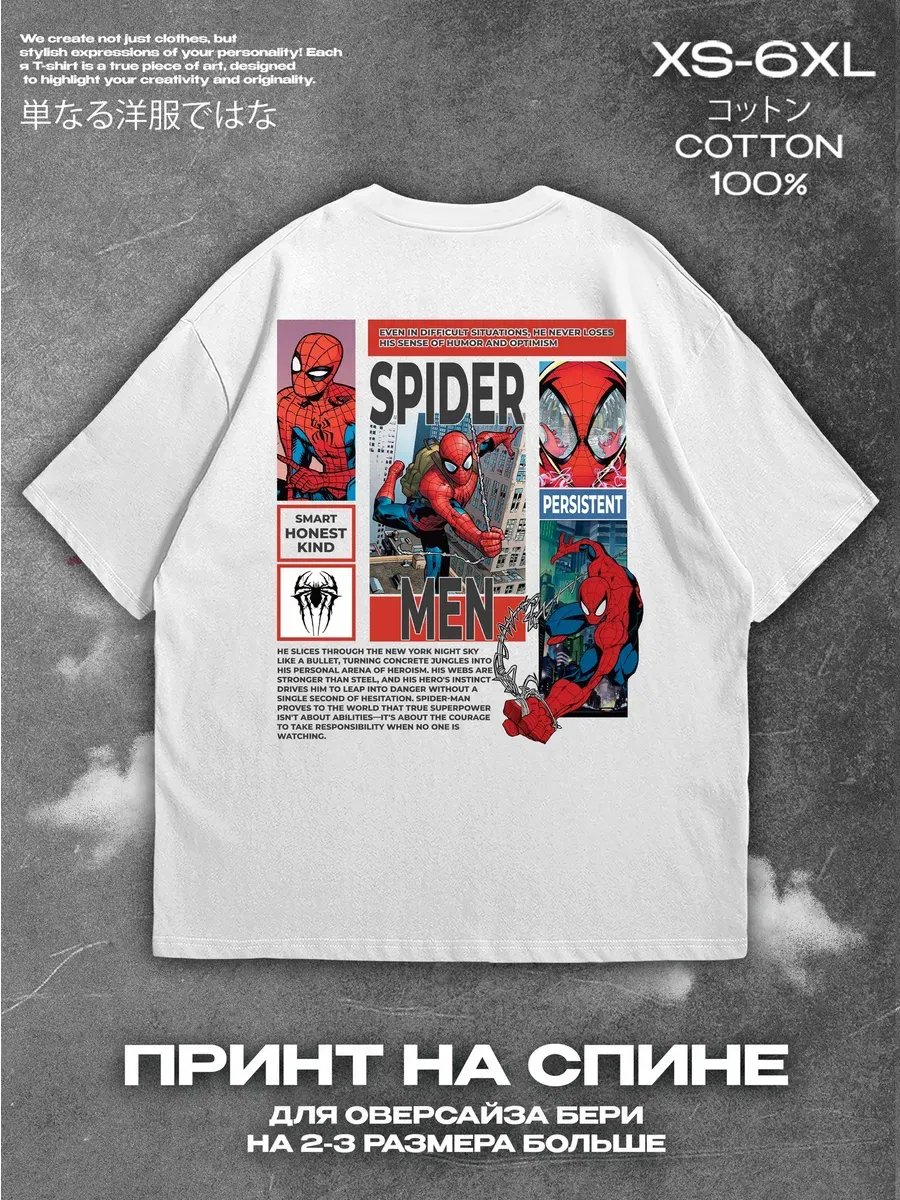 We create not just clothes, but
stylish expressions of your personality! Each
я T-shirt is a true piece of art, designed
to highlight your creativity and originality.
単なる洋服ではな
XS-6XL
コットン
COTTON
100%
EVEN IN DIFFICULT SITUATIONS, HE NEVER LOSES
HIS SENSE OF HUMOR AND OPTIMISM
SPIDER
PERSISTENT
SMART
HONEST
KIND
MEN
HE SLICES THROUGH THE NEW YORK NIGHT SKY
LIKE A BULLET, TURNING CONCRETE JUNGLES INTO
HIS PERSONAL ARENA OF HEROISM. HIS WEBS ARE
STRONGER THAN STEEL, AND HIS HERO'S INSTINCT
DRIVES HIM TO LEAP INTO DANGER WITHOUT A
SINGLE SECOND OF HESITATION. SPIDER-MAN
PROVES TO THE WORLD THAT TRUE SUPERPOWER
ISN'T ABOUT ABILITIES—IT'S ABOUT THE COURAGE
TO TAKE RESPONSIBILITY WHEN NO ONE IS
WATCHING.
ПРИНТ НА СПИНЕ
ДЛЯ ОВЕРСАЙЗА БЕРИ
НА 2-3 РАЗМЕРА БОЛЬШЕ